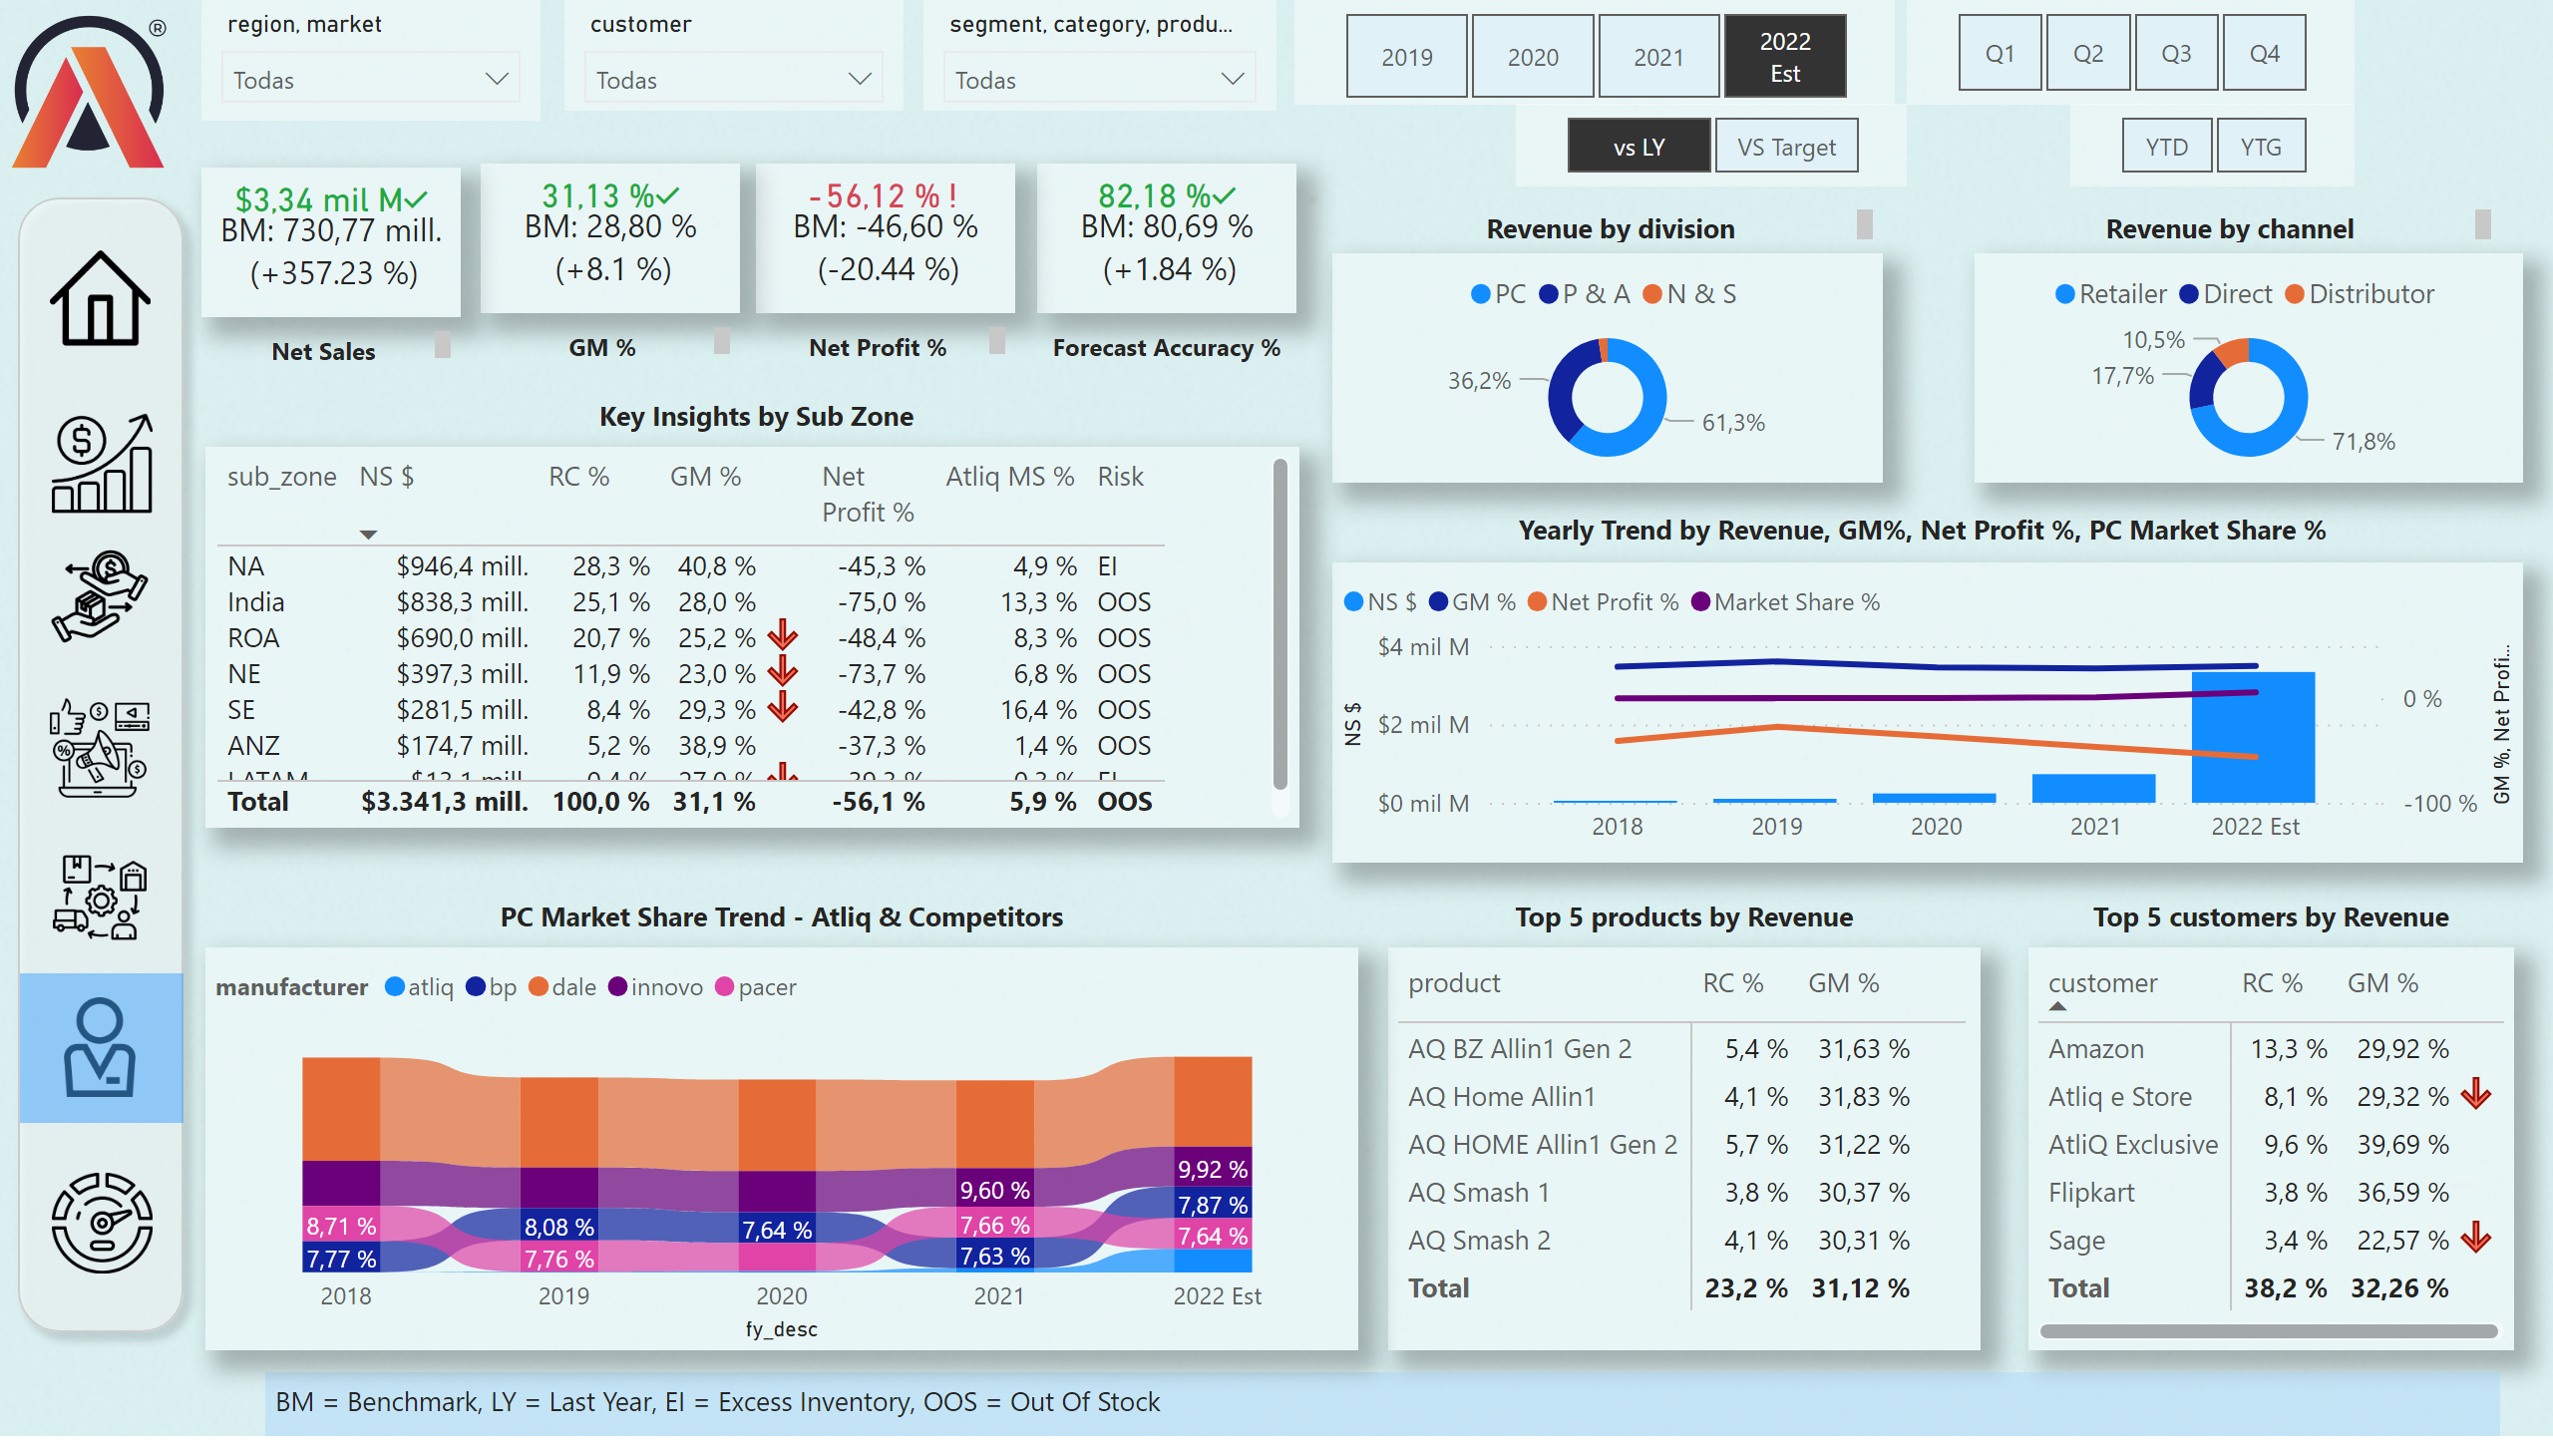 ®
region, market
Todas
customer
Todas
segment, category, produ...
Todas
2019 2020 2021 2022 Est
Q1 Q2 Q3 Q4
vs LY VS Target
YTD YTG
$3,34 mil M
BM: 730,77 mill.
(+357.23 %)
Net Sales
31,13 %
BM: 28,80 %
(+8.1 %)
GM %
-56,12 % !
BM: -46,60 %
(-20.44 %)
Net Profit %
82,18 %
BM: 80,69 %
(+1.84 %)
Forecast Accuracy %
Revenue by division
PC P & A N & S
36,2%
61,3%
Revenue by channel
Retailer Direct Distributor
10,5%
17,7%
71,8%
Key Insights by Sub Zone
sub_zone NS $ RC % GM % Net Profit % Atliq MS % Risk
NA $946,4 mill. 28,3 % 40,8 % -45,3 % 4,9 % EI
India $838,3 mill. 25,1 % 28,0 % -75,0 % 13,3 % OOS
ROA $690,0 mill. 20,7 % 25,2 % -48,4 % 8,3 % OOS
NE $397,3 mill. 11,9 % 23,0 % -73,7 % 6,8 % OOS
SE $281,5 mill. 8,4 % 29,3 % -42,8 % 16,4 % OOS
ANZ $174,7 mill. 5,2 % 38,9 % -37,3 % 1,4 % OOS
LATAM
Total $3.341,3 mill. 100,0 % 31,1 % -56,1 % 5,9 % OOS
Yearly Trend by Revenue, GM%, Net Profit %, PC Market Share %
NS $ GM % Net Profit % Market Share %
$4 mil M
$2 mil M
$0 mil M
NS $
0 %
-100 %
GM %, Net Profi...
2018 2019 2020 2021 2022 Est
PC Market Share Trend - Atliq & Competitors
manufacturer atliq bp dale innovo pacer
8,71 %
7,77 %
8,08 %
7,76 %
7,64 %
9,60 %
7,66 %
7,63 %
9,92 %
7,87 %
7,64 %
2018 2019 2020 2021 2022 Est
fy_desc
Top 5 products by Revenue
product RC % GM %
AQ BZ Allin1 Gen 2 5,4 % 31,63 %
AQ Home Allin1 4,1 % 31,83 %
AQ HOME Allin1 Gen 2 5,7 % 31,22 %
AQ Smash 1 3,8 % 30,37 %
AQ Smash 2 4,1 % 30,31 %
Total 23,2 % 31,12 %
Top 5 customers by Revenue
customer RC % GM %
Amazon 13,3 % 29,92 %
Atliq e Store 8,1 % 29,32 %
AtliQ Exclusive 9,6 % 39,69 %
Flipkart 3,8 % 36,59 %
Sage 3,4 % 22,57 %
Total 38,2 % 32,26 %
BM = Benchmark, LY = Last Year, EI = Excess Inventory, OOS = Out Of Stock